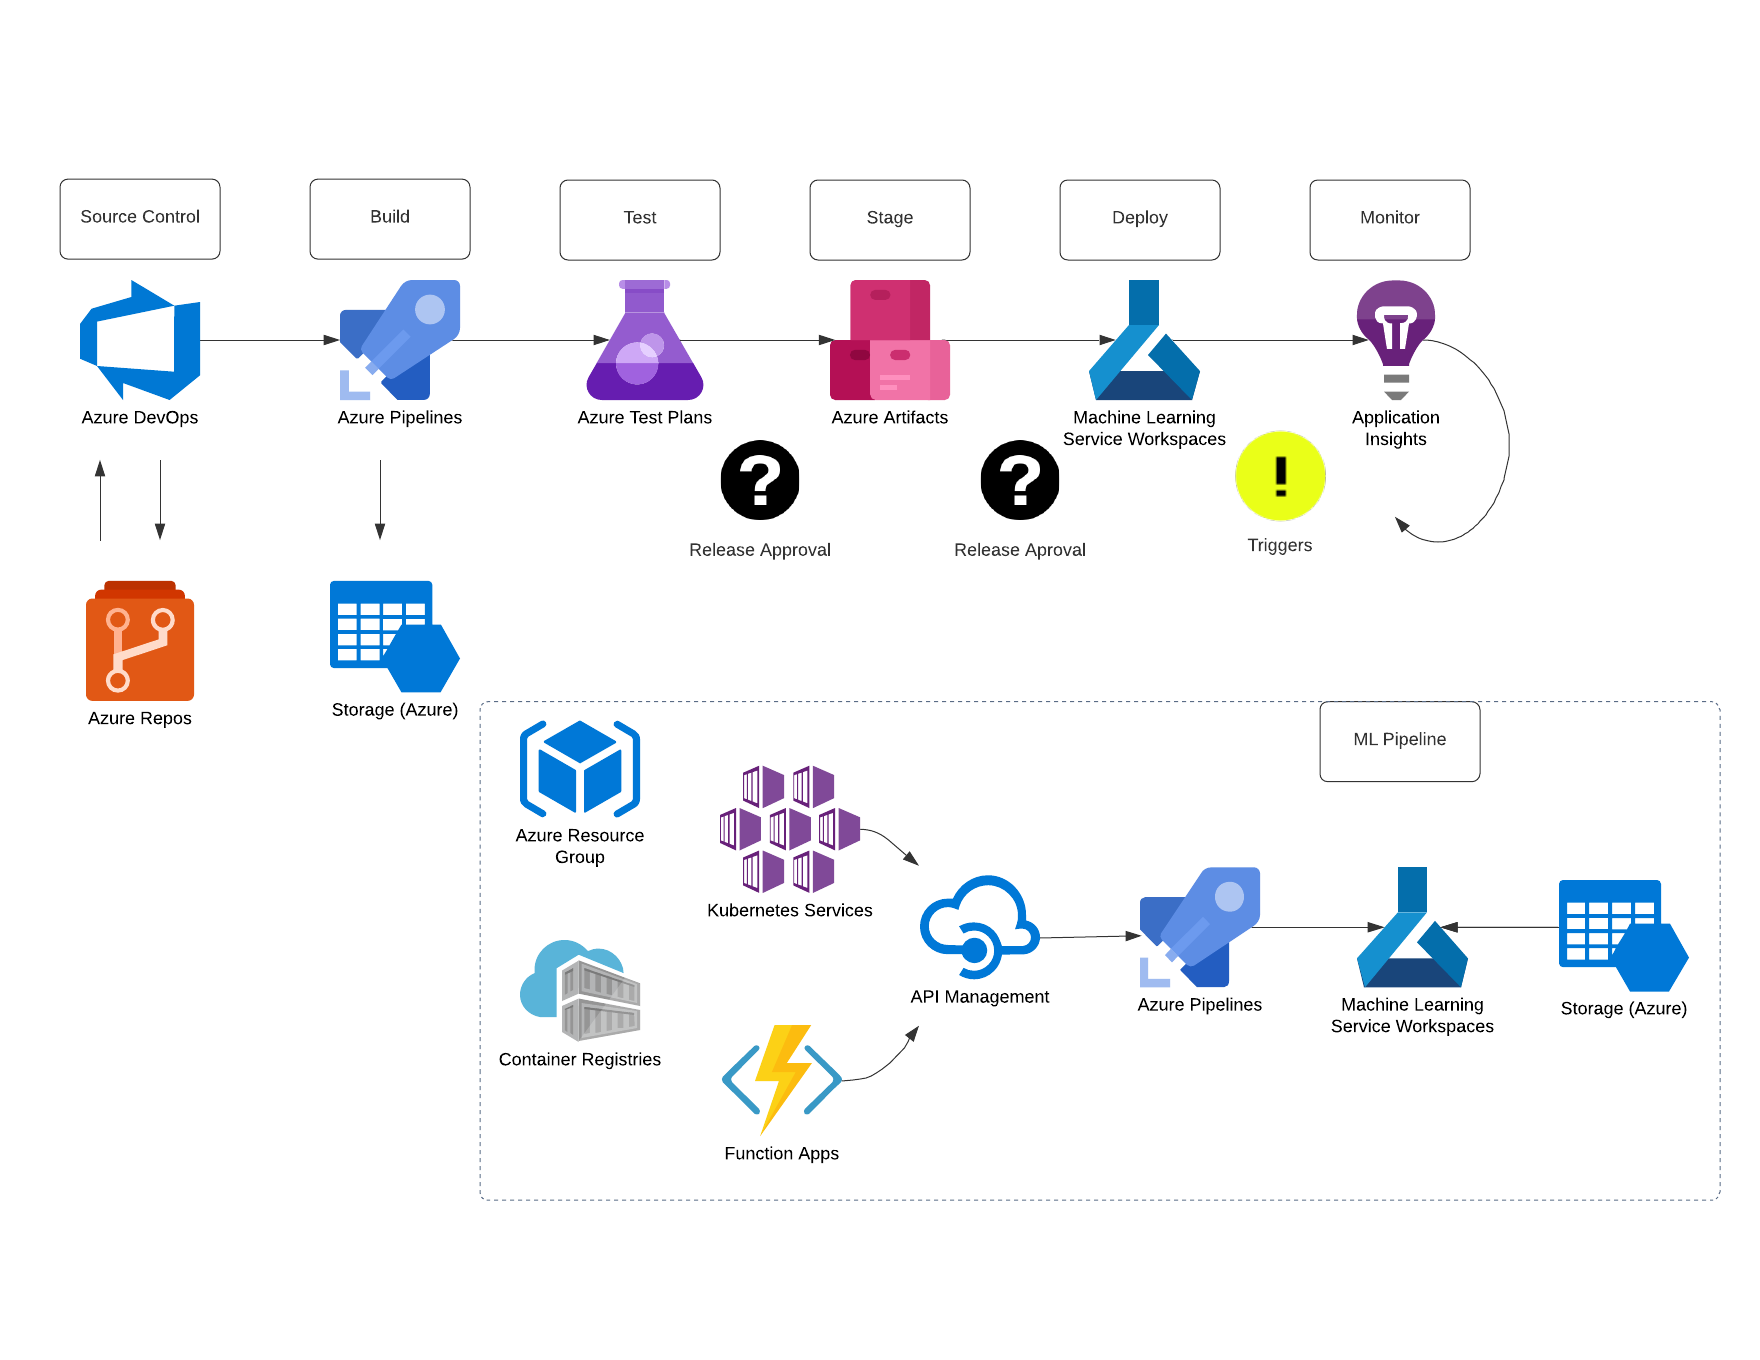 Source Control
Build
Test
Stage
Deploy
Monitor
Azure DevOps
Azure Pipelines
Azure Test Plans
Azure Artifacts
Machine Learning
Service Workspaces
Application
Insights
?
?
!
Release Approval
Release Aproval
Triggers
Azure Repos
Storage (Azure)
ML Pipeline
Azure Resource
Group
Kubernetes Services
API Management
Azure Pipelines
Machine Learning
Service Workspaces
Storage (Azure)
Container Registries
Function Apps